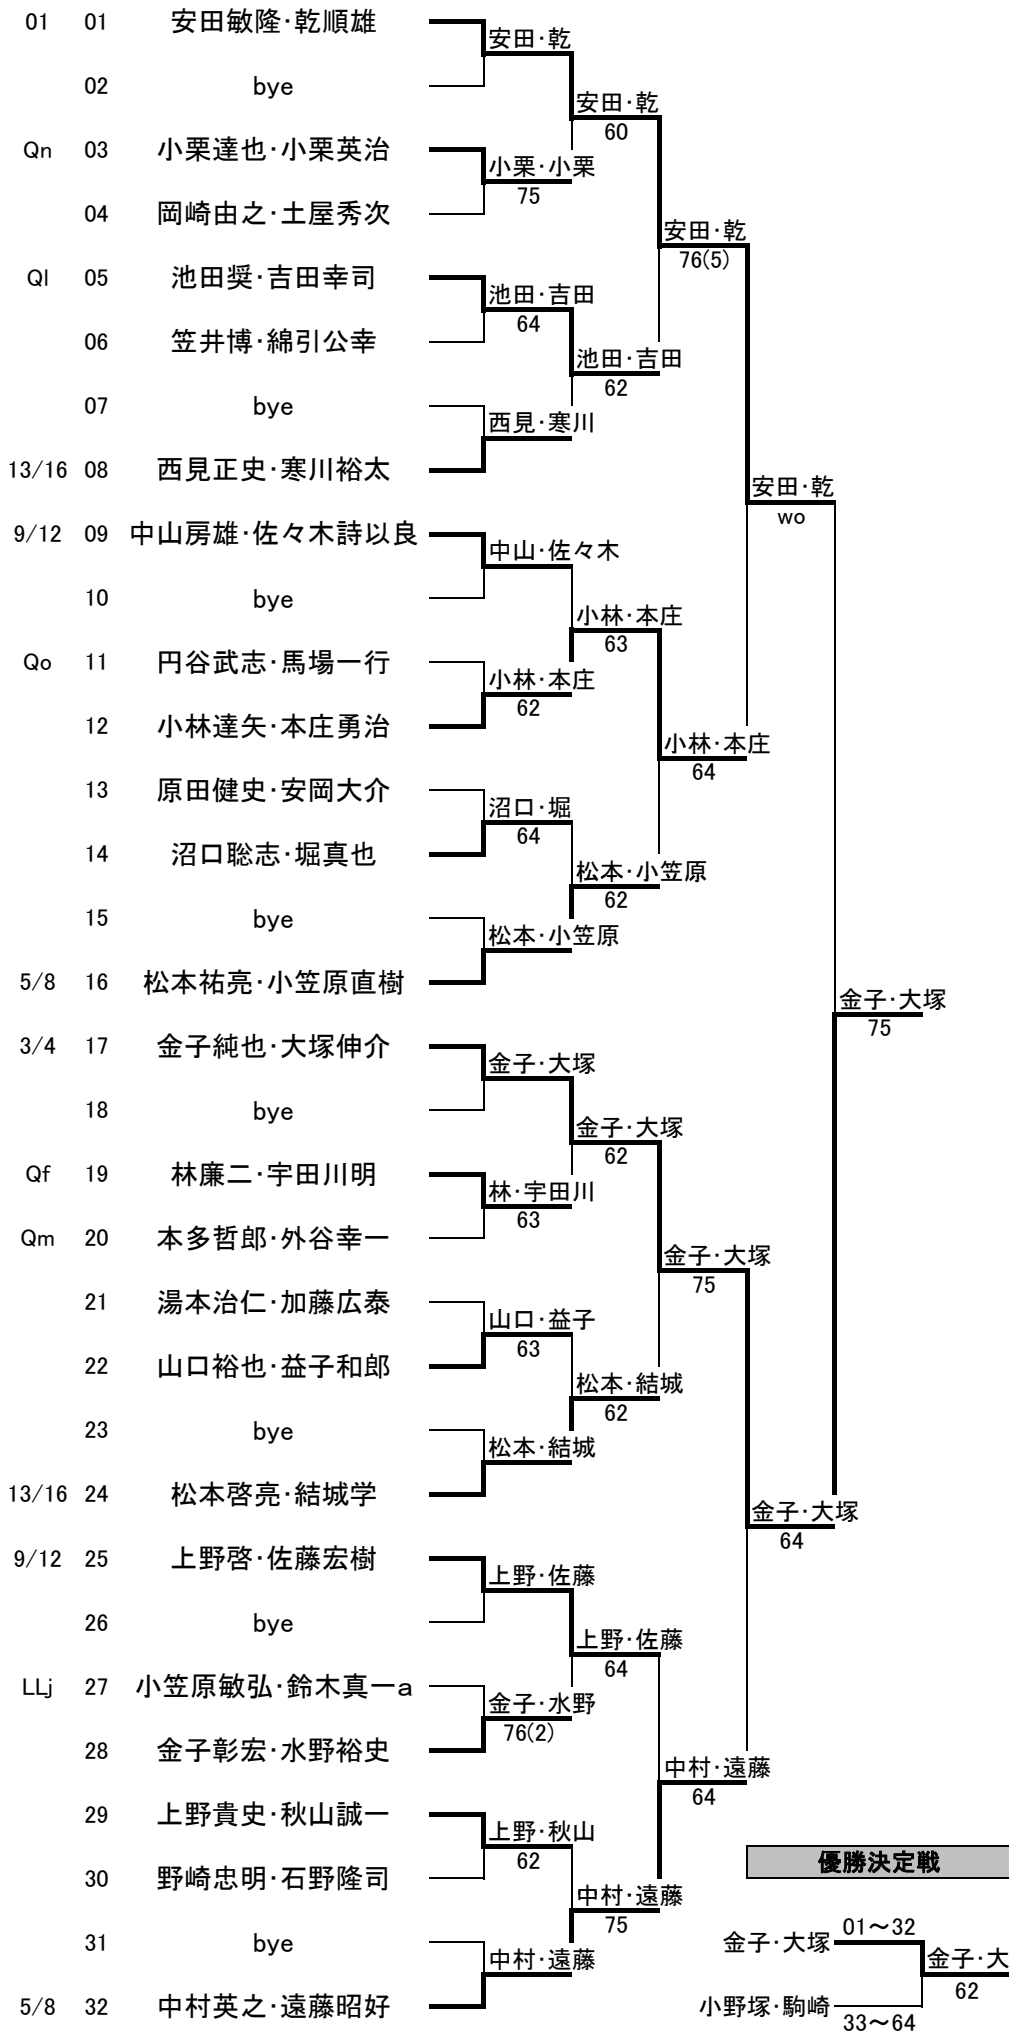 01 01 安田敏隆・乾順雄
安田・乾
02 bye
安田・乾
60
Qn 03 小栗達也・小栗英治
小栗・小栗
75
04 岡崎由之・土屋秀次
安田・乾
76(5)
Ql 05 池田奨・吉田幸司
池田・吉田
64
06 笠井博・綿引公幸
池田・吉田
62
07 bye
西見・寒川
13/16 08 西見正史・寒川裕太
安田・乾
wo
9/12 09 中山房雄・佐々木詩以良
中山・佐々木
10 bye
小林・本庄
63
Qo 11 円谷武志・馬場一行
小林・本庄
62
12 小林達矢・本庄勇治
小林・本庄
64
13 原田健史・安岡大介
沼口・堀
64
14 沼口聡志・堀真也
松本・小笠原
62
15 bye
松本・小笠原
5/8 16 松本祐亮・小笠原直樹
金子・大塚
75
3/4 17 金子純也・大塚伸介
金子・大塚
18 bye
金子・大塚
62
Qf 19 林廉二・宇田川明
林・宇田川
63
Qm 20 本多哲郎・外谷幸一
金子・大塚
75
21 湯本治仁・加藤広泰
山口・益子
63
22 山口裕也・益子和郎
松本・結城
62
23 bye
松本・結城
13/16 24 松本啓亮・結城学
金子・大塚
64
9/12 25 上野啓・佐藤宏樹
上野・佐藤
26 bye
上野・佐藤
64
LLj 27 小笠原敏弘・鈴木真一a
金子・水野
76(2)
28 金子彰宏・水野裕史
中村・遠藤
64
29 上野貴史・秋山誠一
上野・秋山
62
優勝決定戦
30 野崎忠明・石野隆司
中村・遠藤
75
31 bye
中村・遠藤
5/8 32 中村英之・遠藤昭好
金子・大塚 01～32
金子・大
62
小野塚・駒崎
33～64